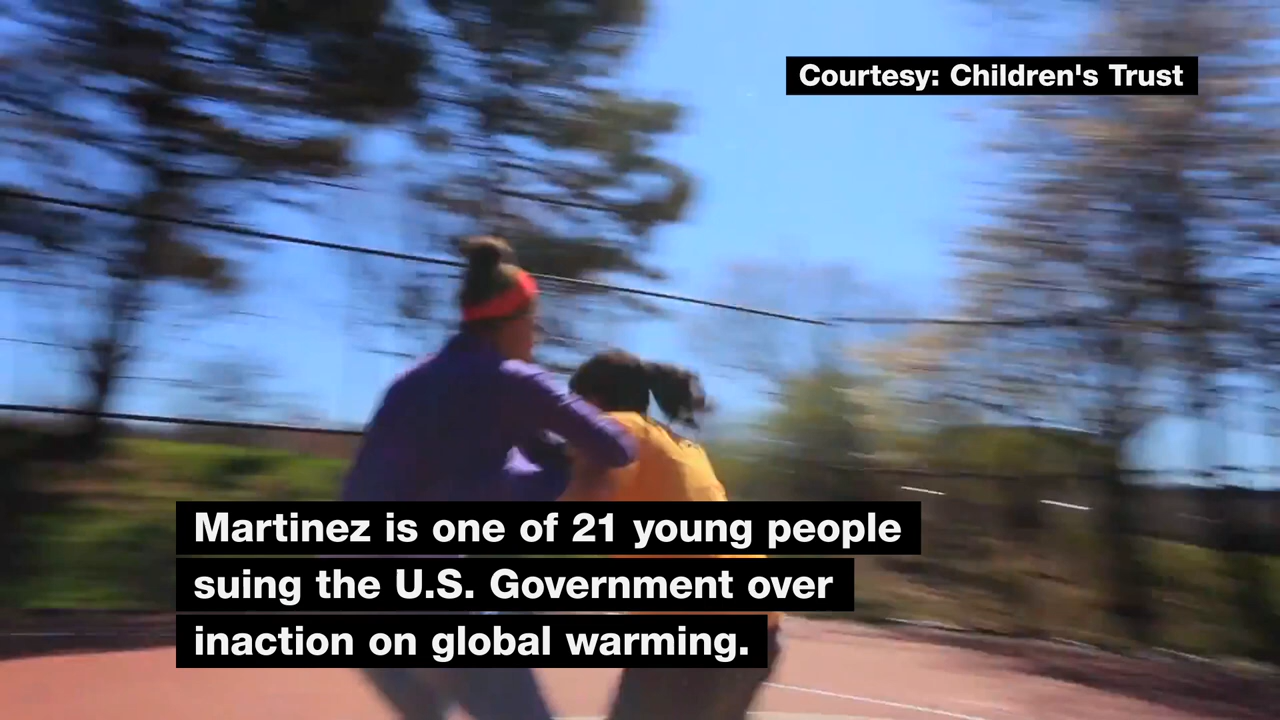 Courtesy: Children's Trust
Martinez is one of 21 young people
suing the U.S. Government over
inaction on global warming.